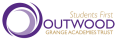 Students First
OUTWOOD
GRANGE ACADEMIES TRUST